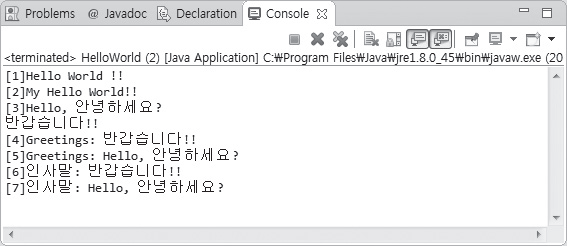 Problems @ Javadoc Declaration Console
<terminated> HelloWorld (2) [Java Application] C:₩Program Files₩Java₩jre1.8.0_45₩bin₩javaw.exe (20
[1]Hello World !!
[2]My Hello World!!
[3]Hello, 안녕하세요?
반갑습니다!!
[4]Greetings: 반갑습니다!!
[5]Greetings: Hello, 안녕하세요?
[6]인사말: 반갑습니다!!
[7]인사말: Hello, 안녕하세요?